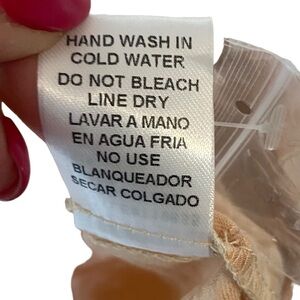 HAND WASH IN
COLD WATER
DO NOT BLEACH
LINE DRY
LAVAR A MANO
EN AGUA FRIA
NO USE
BLANQUEADOR
SECAR COLGADO